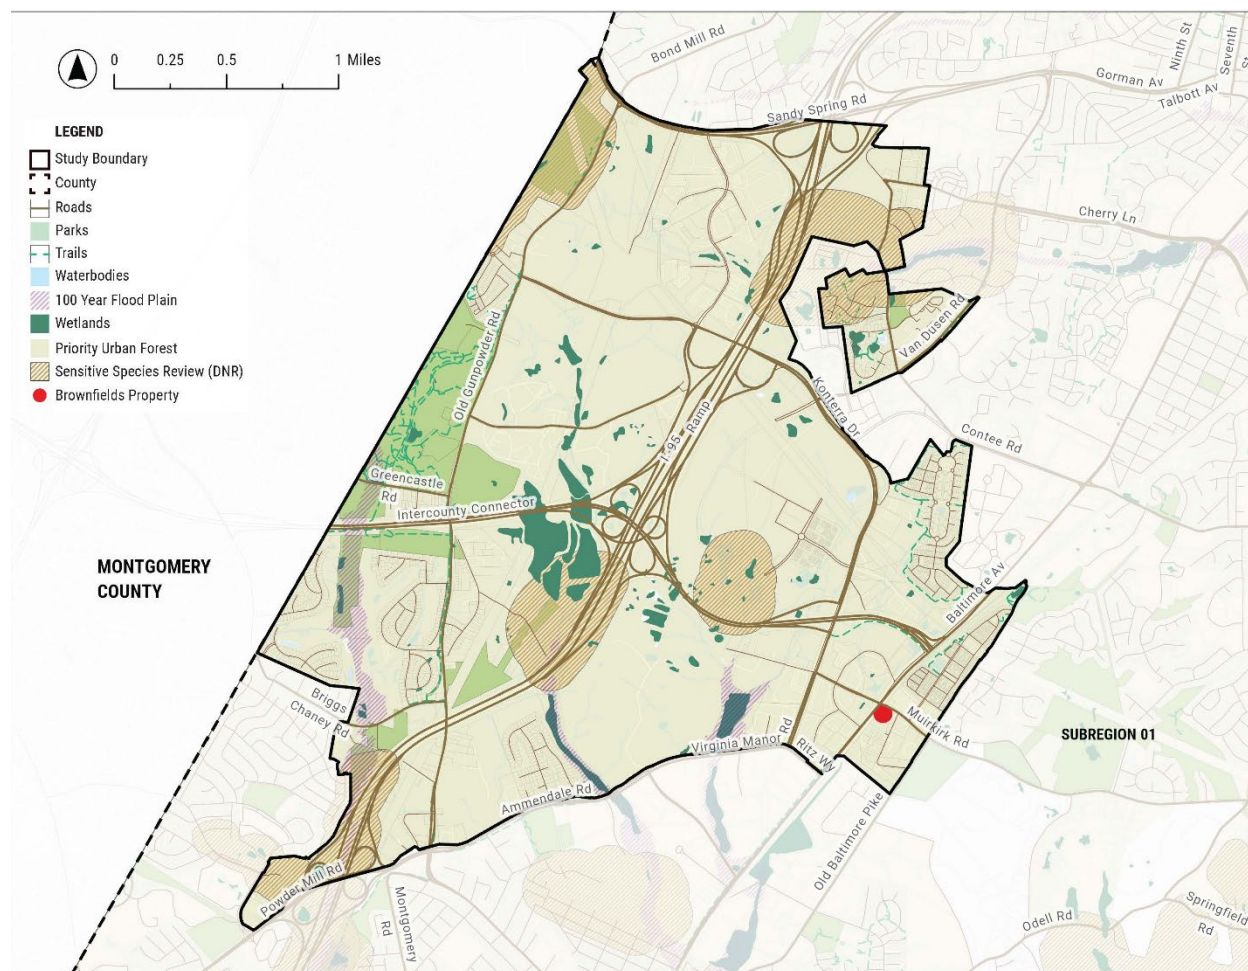 0 0.25 0.5 1 Miles
LEGEND
Study Boundary
County
Roads
Parks
Trails
Waterbodies
100 Year Flood Plain
Wetlands
Priority Urban Forest
Sensitive Species Review (DNR)
Brownfields Property
Bond Mill Rd
Ninth St
Seventh
St
Gorman Av
Talbott Av
Sandy Spring Rd
Cherry Ln
Van Dusen Rd
Old Gunpowder Rd
Konterra Dr
I-95 Ramp
Contee Rd
Greencastle
Rd
Intercounty Connector
MONTGOMERY
COUNTY
Baltimore Av
Briggs
Chaney Rd
Muirkirk Rd
SUBREGION 01
Virginia Manor Rd
Ritz Wy
Ammendale Rd
Old Baltimore Pike
Powder Mill Rd
Montgomery
Rd
Odell Rd
Springfield
Rd